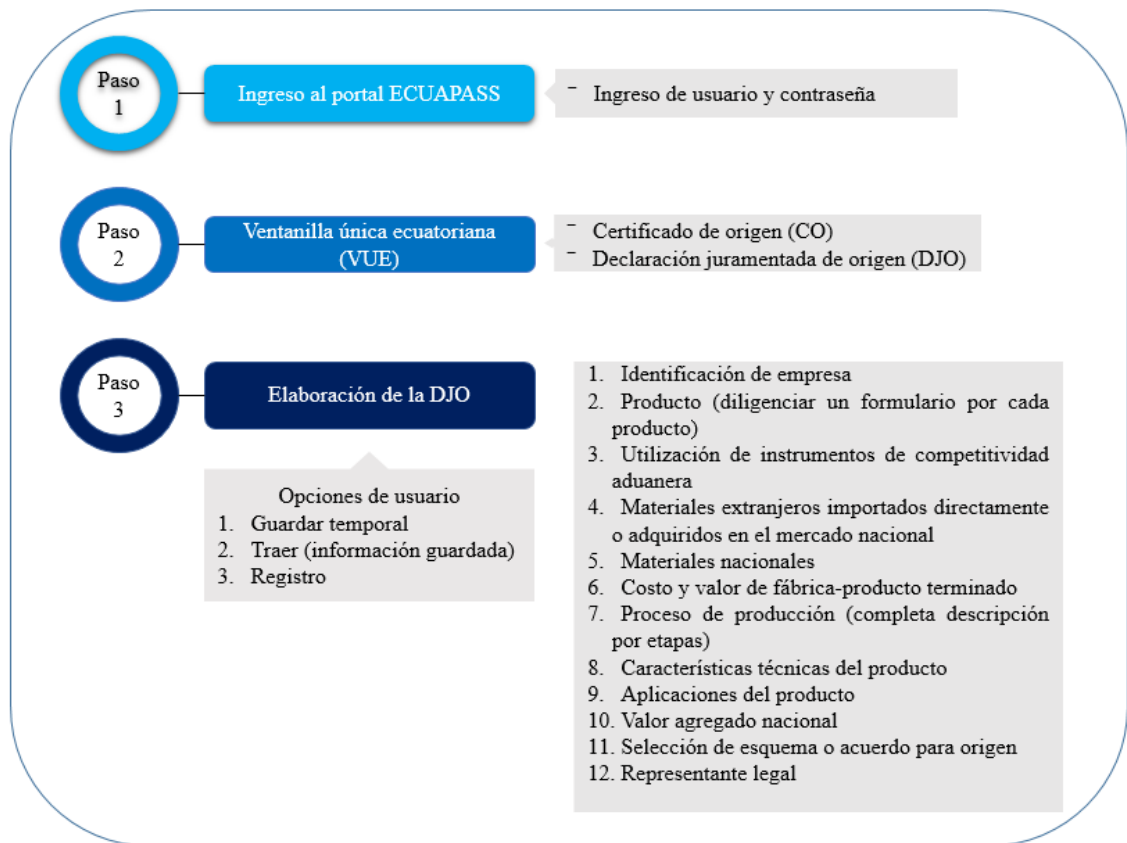 Paso
1
Ingreso al portal ECUAPASS
⁻ Ingreso de usuario y contraseña
Paso
2
Ventanilla única ecuatoriana
(VUE)
⁻ Certificado de origen (CO)
⁻ Declaración juramentada de origen (DJO)
Paso
3
Elaboración de la DJO
Opciones de usuario
1. Guardar temporal
2. Traer (información guardada)
3. Registro
1. Identificación de empresa
2. Producto (diligenciar un formulario por cada
producto)
3. Utilización de instrumentos de competitividad
aduanera
4. Materiales extranjeros importados directamente
o adquiridos en el mercado nacional
5. Materiales nacionales
6. Costo y valor de fábrica-producto terminado
7. Proceso de producción (completa descripción
por etapas)
8. Características técnicas del producto
9. Aplicaciones del producto
10. Valor agregado nacional
11. Selección de esquema o acuerdo para origen
12. Representante legal